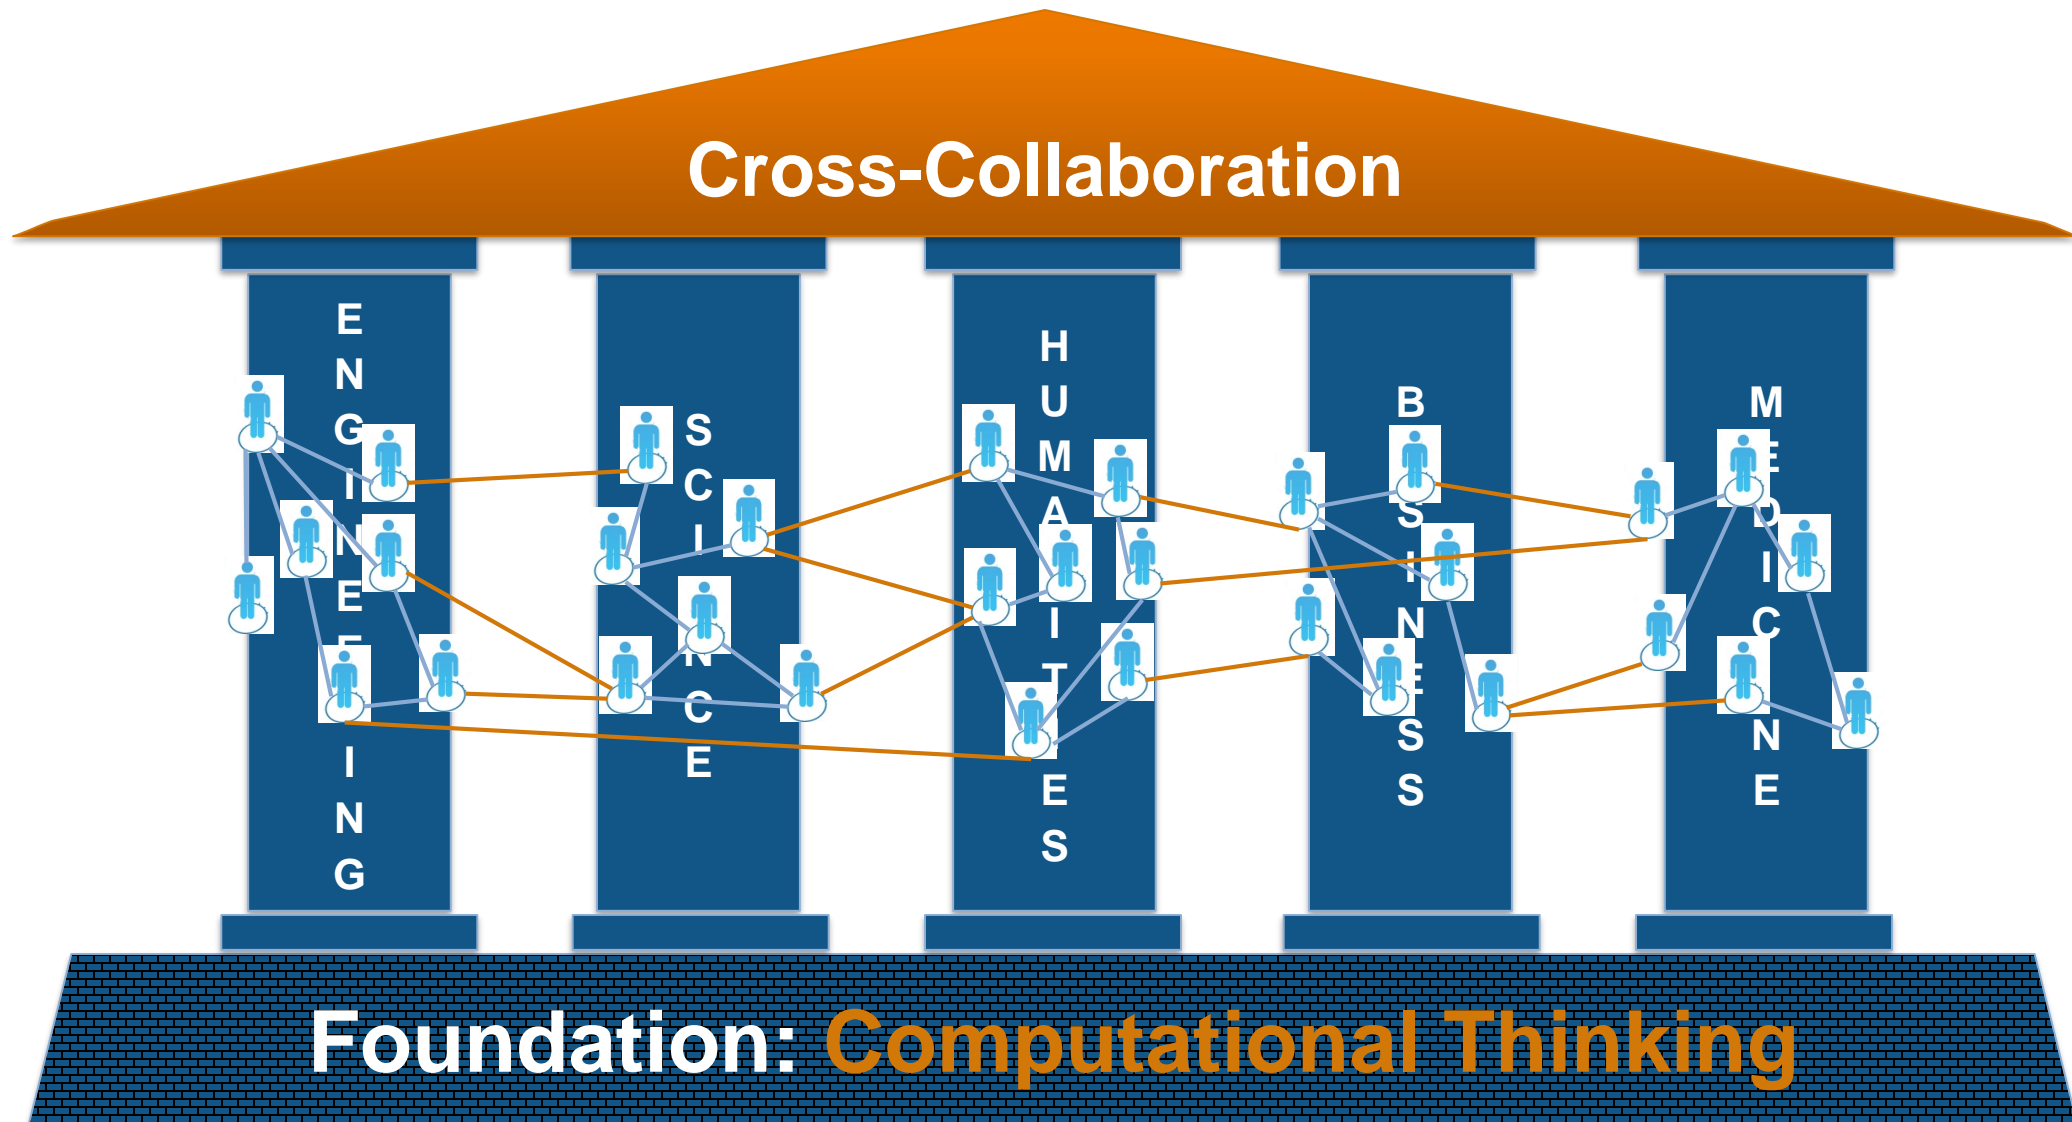 Cross-Collaboration
ENGINEERING
SCIENCE
HUMANITIES
BUSINESS
MEDICINE
Foundation: Computational Thinking